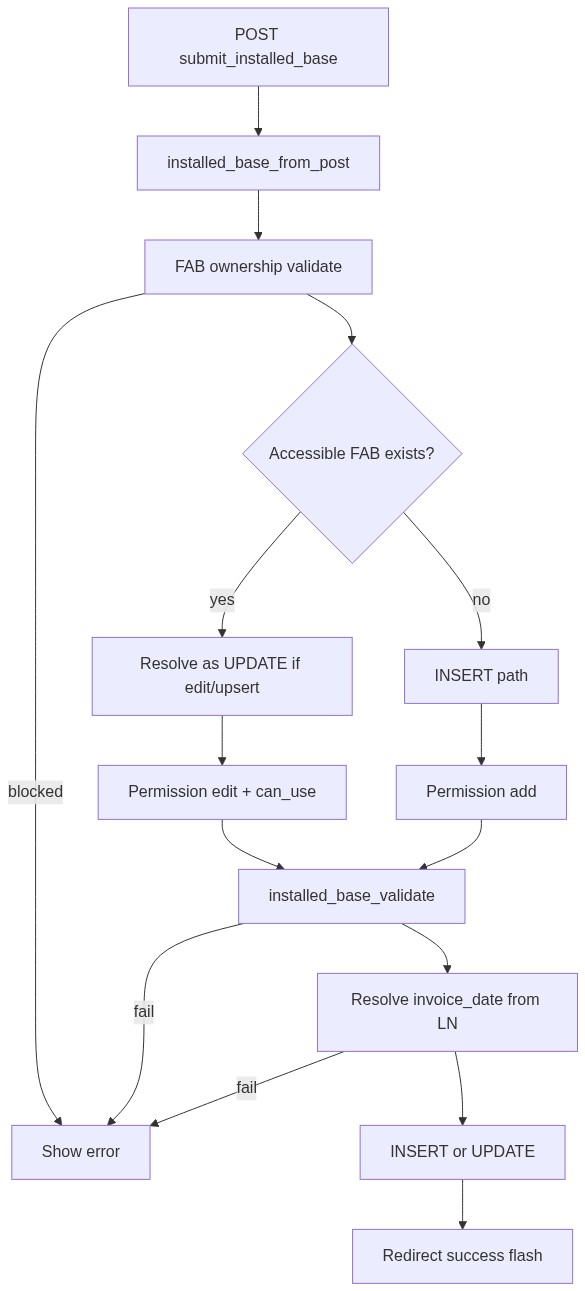 POST
submit_installed_base
installed_base_from_post
FAB ownership validate
Accessible FAB exists?
yes
no
Resolve as UPDATE if
edit/upsert
INSERT path
blocked
Permission edit + can_use
Permission add
installed_base_validate
fail
Resolve invoice_date from
LN
fail
Show error
INSERT or UPDATE
Redirect success flash